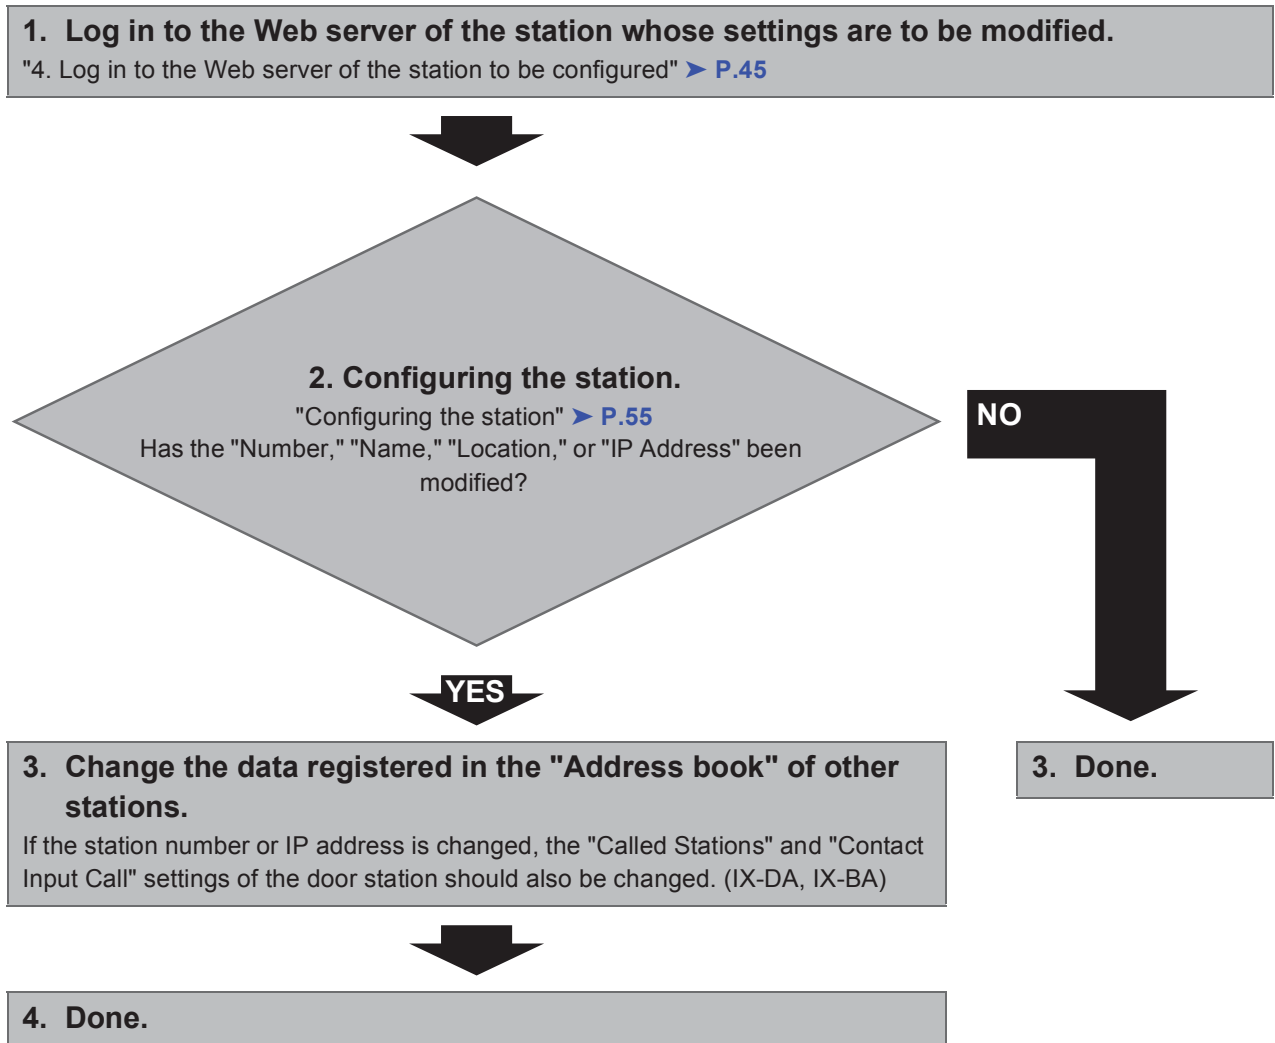 1. Log in to the Web server of the station whose settings are to be modified.
"4. Log in to the Web server of the station to be configured" ➤ P.45
2. Configuring the station.
"Configuring the station" ➤ P.55
Has the "Number," "Name," "Location," or "IP Address" been
modified?
NO
YES
3. Change the data registered in the "Address book" of other
stations.
If the station number or IP address is changed, the "Called Stations" and "Contact
Input Call" settings of the door station should also be changed. (IX-DA, IX-BA)
3. Done.
4. Done.